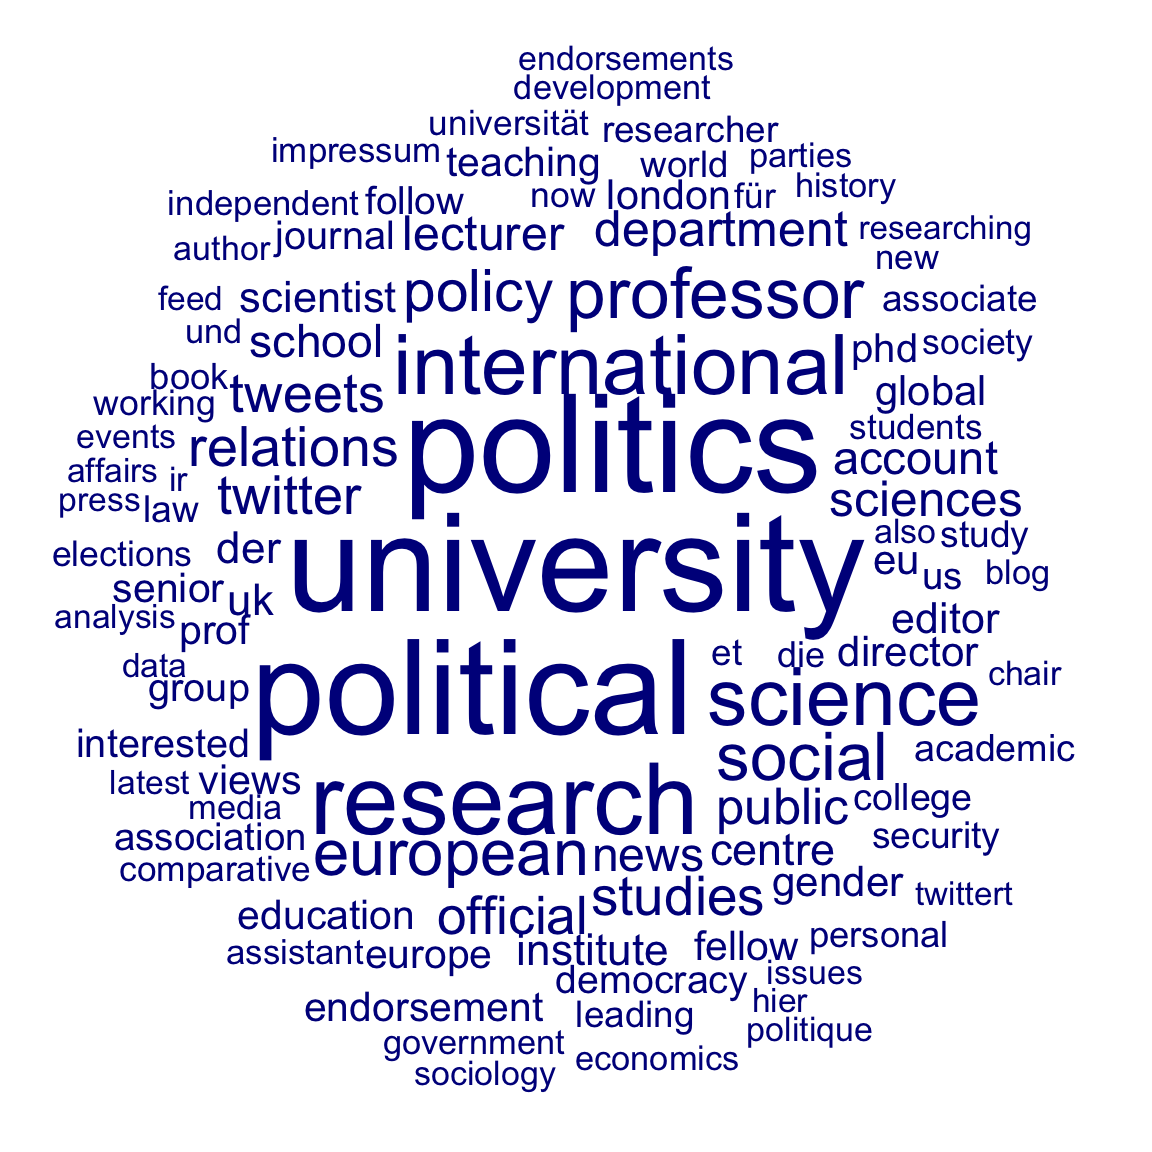 endorsements
development
universität researcher
impressum teaching world parties
independent follow now london für history
author journal lecturer department researching
new
feed scientist policy professor associate
und school international phd society
book tweets global
working politics students
events relations account
affairs ir twitter sciences
press law
elections der university also study
eu us blog
senior uk editor
analysis prof
data political et die director chair
group science
interested social academic
latest views research public college
media
association european news centre security
comparative
education official studies gender twittert
assistant europe institute fellow personal
democracy issues
endorsement leading hier
government economics politique
sociology